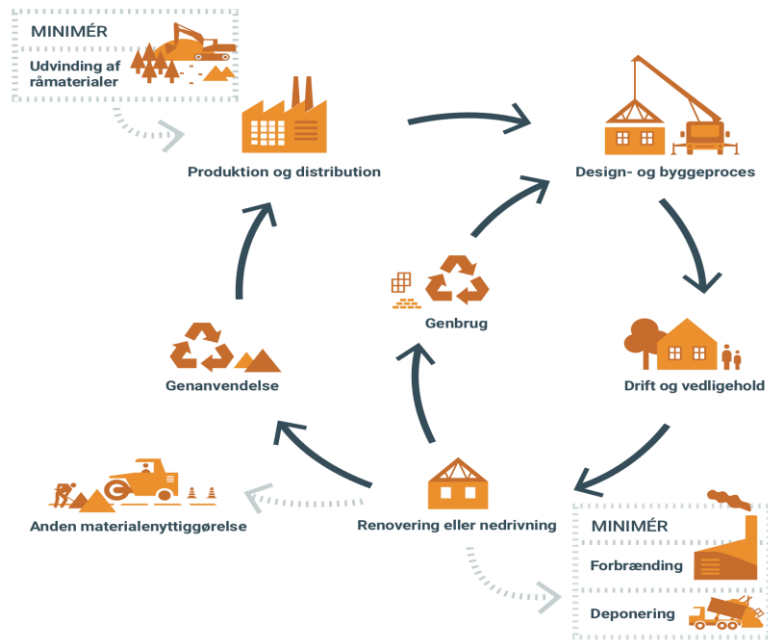 MINIMÉR
Udvinding af
råmaterialer
Produktion og distribution
Design- og byggeproces
Genbrug
Genanvendelse
Drift og vedligehold
Anden materialenyttiggørelse
Renovering eller nedrivning
MINIMÉR
Forbrænding
Deponering